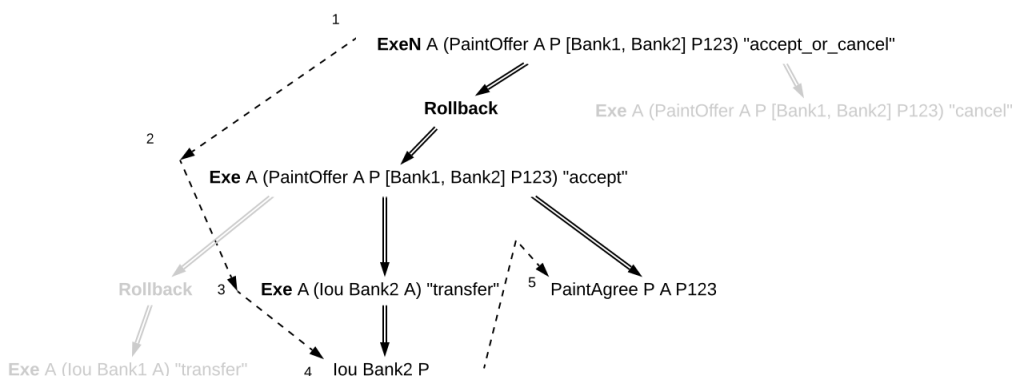 1
ExeN A (PaintOffer A P [Bank1, Bank2] P123) "accept_or_cancel"
Rollback
Exe A (PaintOffer A P [Bank1, Bank2] P123) "cancel"
2
Exe A (PaintOffer A P [Bank1, Bank2] P123) "accept"
Rollback
3
Exe A (Iou Bank2 A) "transfer"
5
PaintAgree P A P123
Exe A (Iou Bank1 A) "transfer"
4
Iou Bank2 P